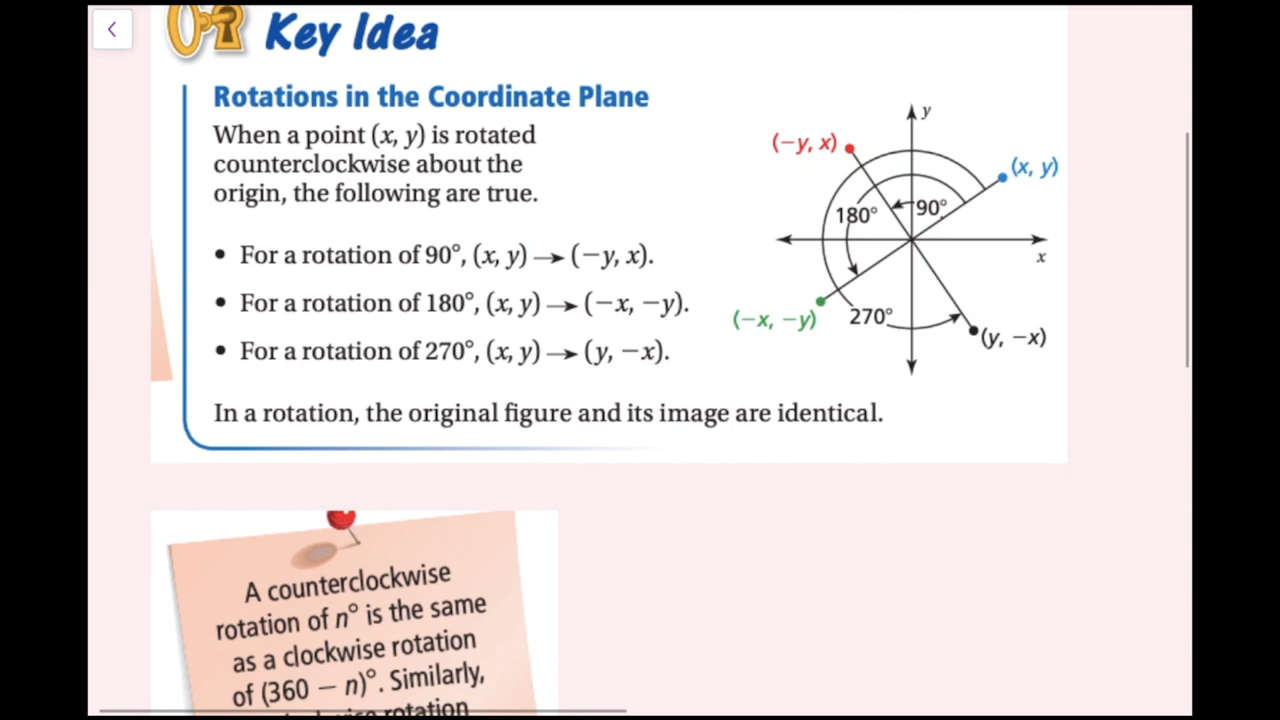 Key Idea
Rotations in the Coordinate Plane
When a point (x, y) is rotated
counterclockwise about the
origin, the following are true.
• For a rotation of 90°, (x, y) → (−y, x).
• For a rotation of 180°, (x, y) → (−x, −y).
• For a rotation of 270°, (x, y) → (y, −x).
In a rotation, the original figure and its image are identical.
y
(−y, x)
(x, y)
180°
90°
x
(−x, −y)
270°
(y, −x)
A counterclockwise
rotation of n° is the same
as a clockwise rotation
of (360 − n)°. Similarly,
rotation